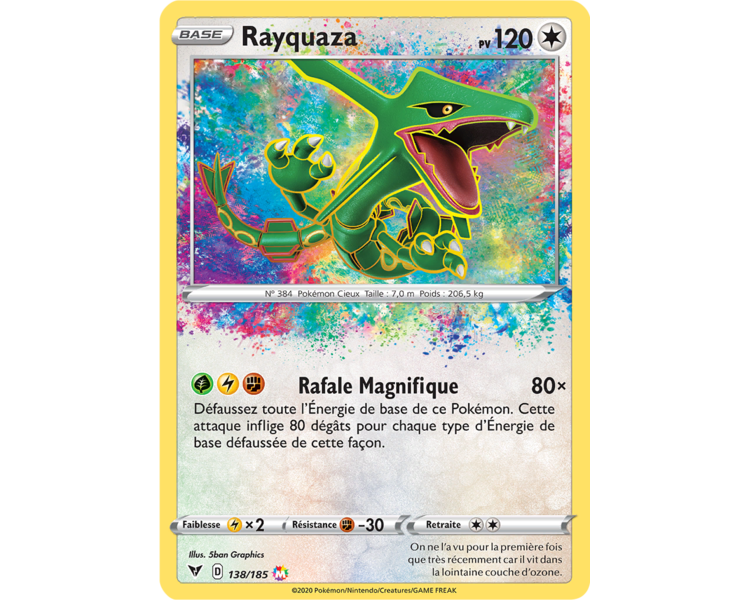 BASE Rayquaza PV 120
N° 384 Pokémon Cieux Taille : 7,0 m Poids : 206,5 kg
Rafale Magnifique 80×
Défaussez toute l'Énergie de base de ce Pokémon. Cette
attaque inflige 80 dégâts pour chaque type d'Énergie de
base défaussée de cette façon.
Faiblesse ×2 Résistance -30 Retraite
Illus. 5ban Graphics
D 138/185
On ne l'a vu pour la première fois
que très récemment car il vit dans
la lointaine couche d'ozone.
©2020 Pokémon/Nintendo/Creatures/GAME FREAK